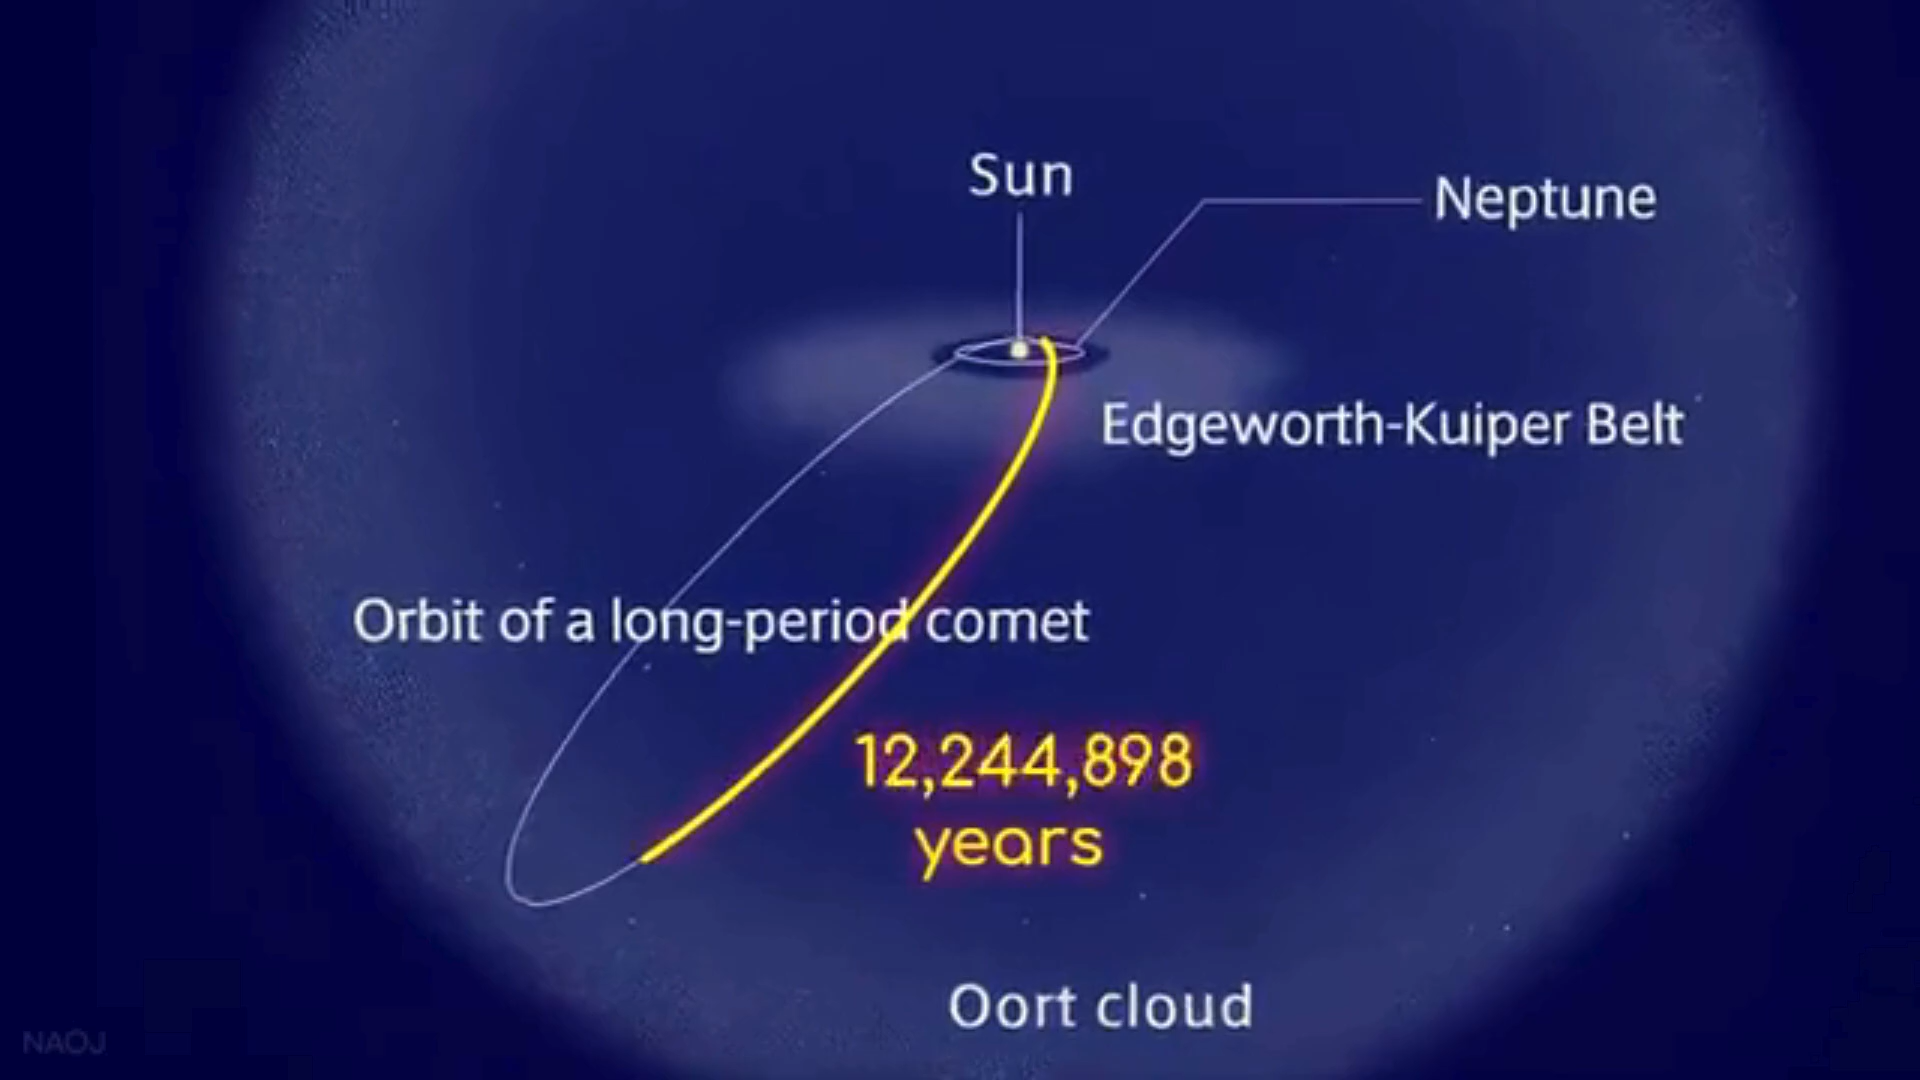 Sun
Neptune
Edgeworth-Kuiper Belt
Orbit of a long-period comet
12,244,898
years
Oort cloud
NAOJ